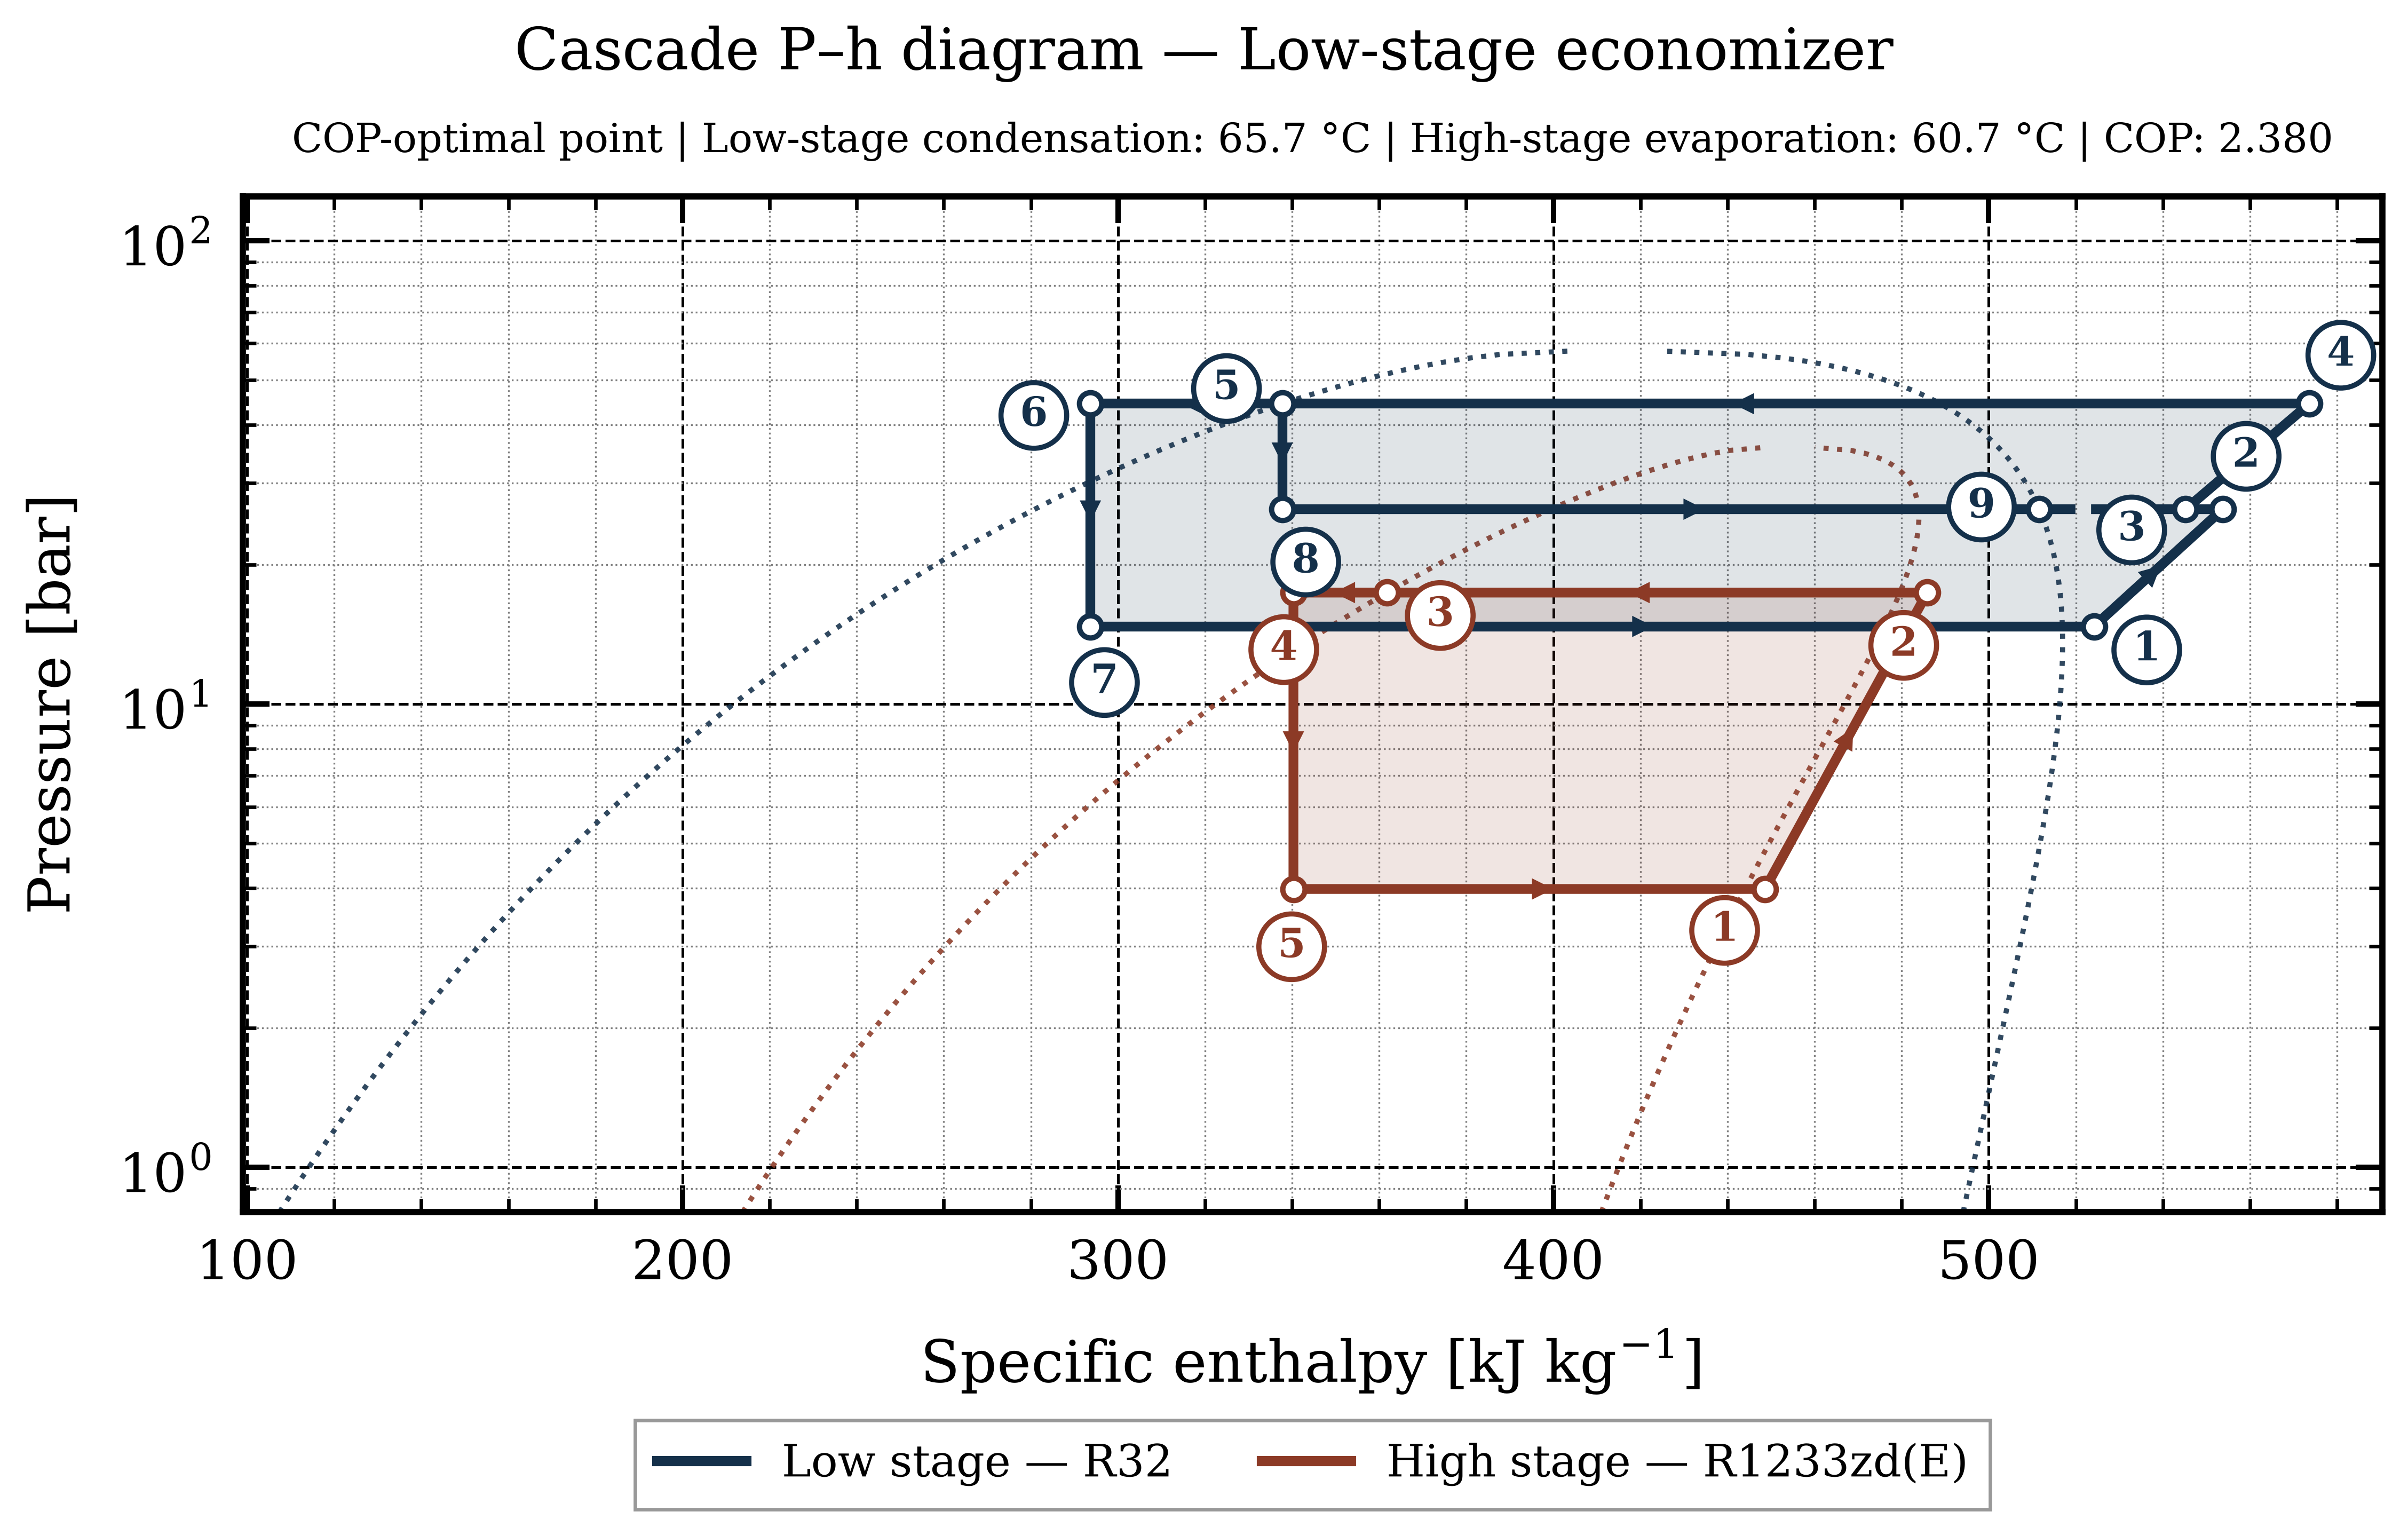 Cascade P–h diagram — Low-stage economizer
COP-optimal point | Low-stage condensation: 65.7 °C | High-stage evaporation: 60.7 °C | COP: 2.380
10²
4
5
6
2
9
3
8
3
4
2
1
7
10¹
1
5
10⁰
Pressure [bar]
100 200 300 400 500
Specific enthalpy [kJ kg⁻¹]
Low stage — R32
High stage — R1233zd(E)